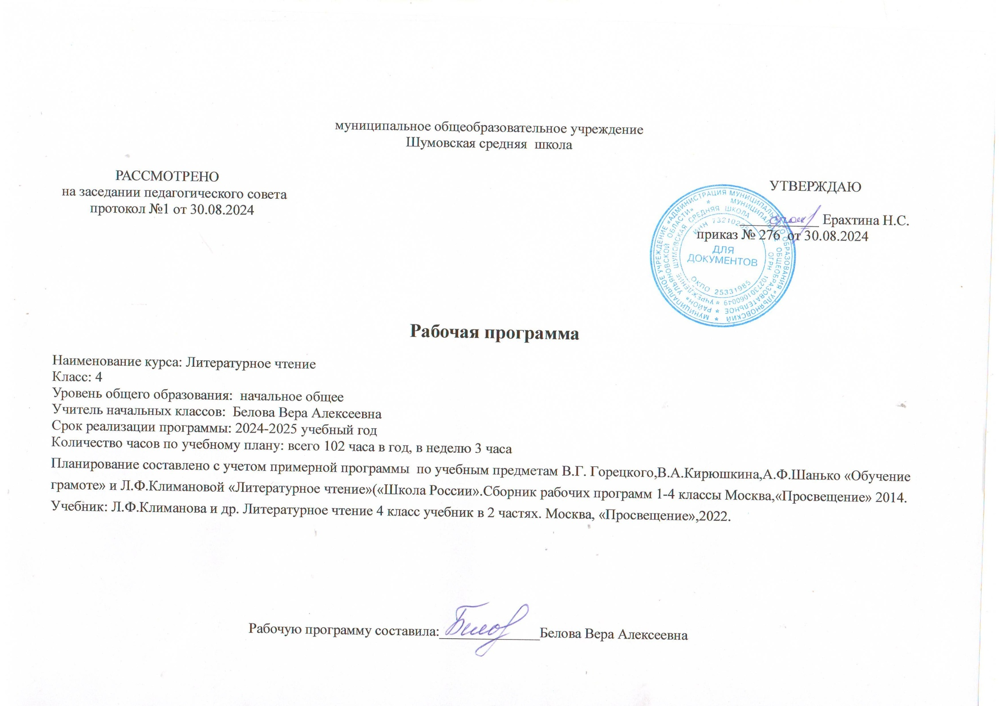 муниципальное общеобразовательное учреждение
Шумовская средняя школа
РАССМОТРЕНО
на заседании педагогического совета
протокол №1 от 30.08.2024
УТВЕРЖДАЮ
Ерахтина Н.С.
приказ № 276 от 30.08.2024
МУНИЦИПАЛЬНОЕ УЧРЕЖДЕНИЕ «АДМИНИСТРАЦИЯ МУНИЦИПАЛЬНОГО ОБРАЗОВАНИЯ «УЛЬЯНОВСКИЙ
РАЙОН» УЛЬЯНОВСКОЙ ОБЛАСТИ» * МУНИЦИПАЛЬНОЕ ОБЩЕОБРАЗОВАТЕЛЬНОЕ *
УЧРЕЖДЕНИЕ ШУМОВСКАЯ СРЕДНЯЯ ШКОЛА
ОГРН 1027301060049 *
ИНН
ДЛЯ
ДОКУМЕНТОВ
ОКПО 25331985
Рабочая программа
Наименование курса: Литературное чтение
Класс: 4
Уровень общего образования: начальное общее
Учитель начальных классов: Белова Вера Алексеевна
Срок реализации программы: 2024-2025 учебный год
Количество часов по учебному плану: всего 102 часа в год, в неделю 3 часа
Планирование составлено с учетом примерной программы по учебным предметам В.Г. Горецкого,В.А.Кирюшкина,А.Ф.Шанько «Обучение
грамоте» и Л.Ф.Климановой «Литературное чтение»(«Школа России».Сборник рабочих программ 1-4 классы Москва,«Просвещение» 2014.
Учебник: Л.Ф.Климанова и др. Литературное чтение 4 класс учебник в 2 частях. Москва, «Просвещение»,2022.
Рабочую программу составила:______________Белова Вера Алексеевна